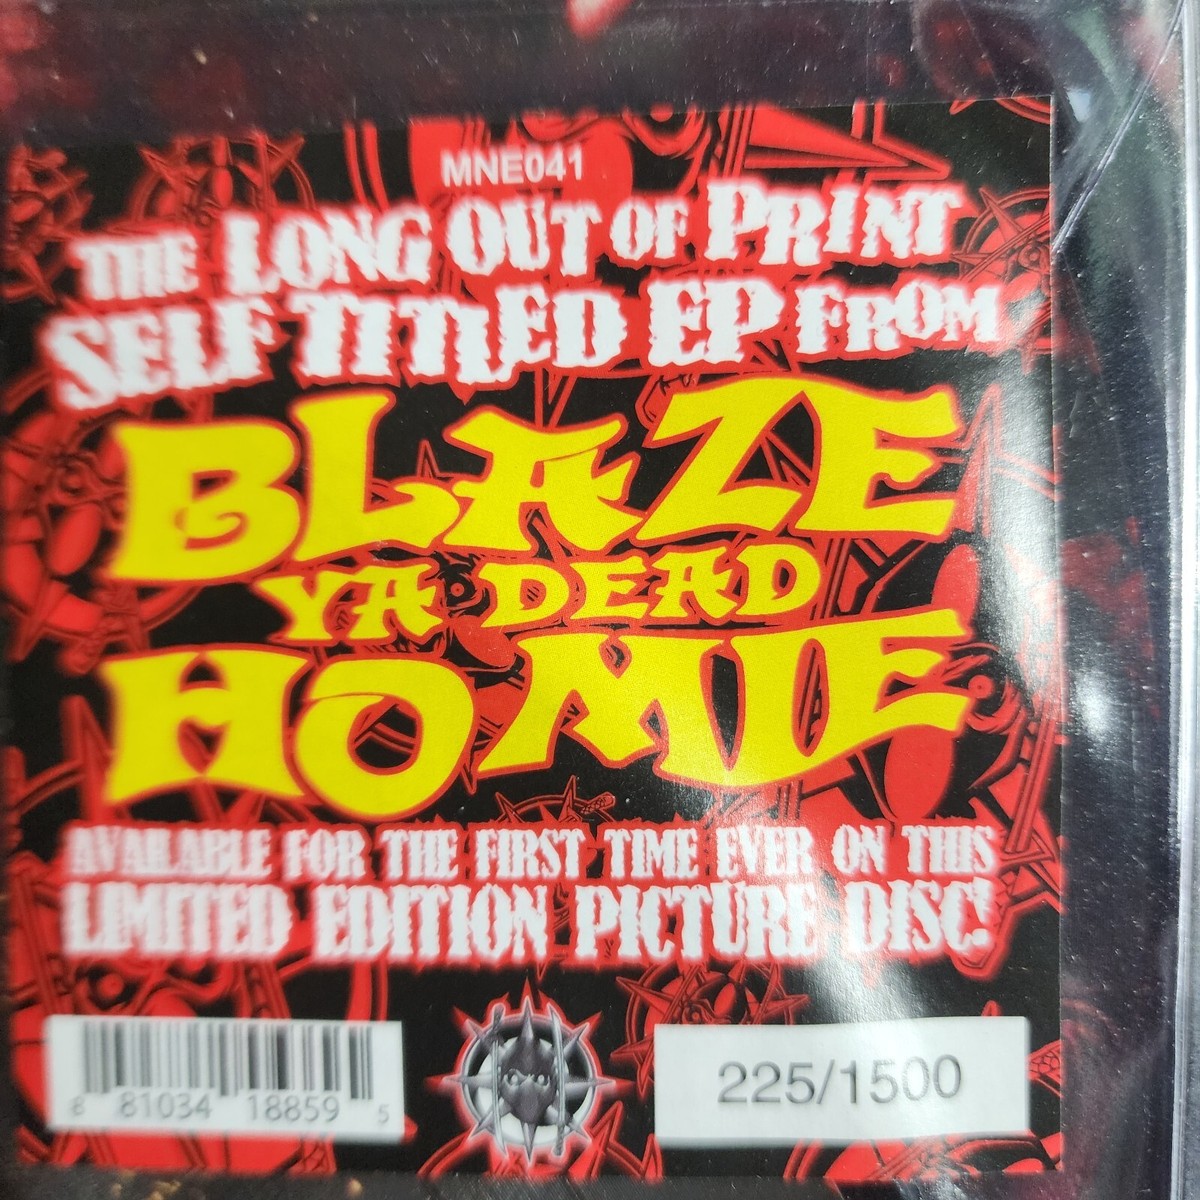 MNE041
THE LONG OUT OF PRINT
SELF TITLED EP FROM
BLAZE
YA DEAD
HOMIE
AVAILABLE FOR THE FIRST TIME EVER ON THIS
LIMITED EDITION PICTURE DISC!
8 81034 18859 5
225/1500